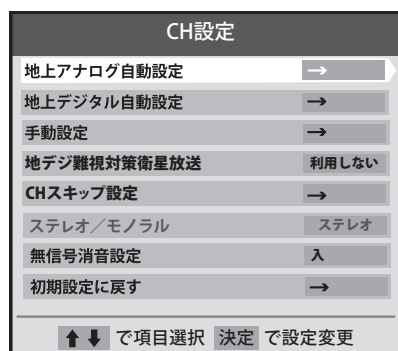 CH設定
地上アナログ自動設定 →
地上デジタル自動設定 →
手動設定 →
地デジ難視対策衛星放送 利用しない
CHスキップ設定 →
ステレオ／モノラル ステレオ
無信号消音設定 入
初期設定に戻す →
↑↓ で項目選択 決定 で設定変更